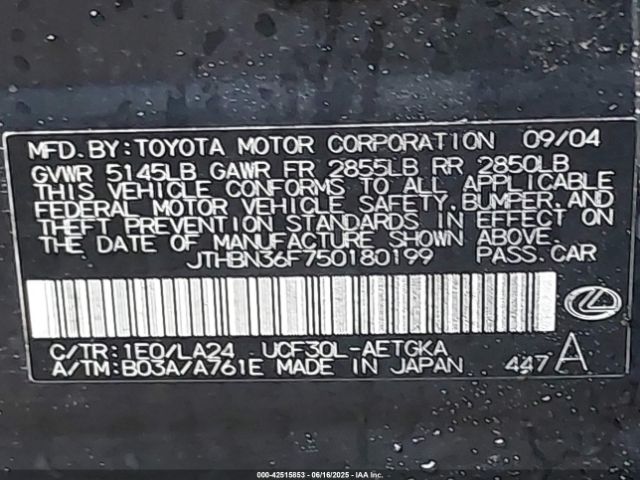 MFD.BY:TOYOTA MOTOR CORPORATION 09/04
GVWR 5145LB GAWR FR 2855LB RR 2850LB
THIS VEHICLE CONFORMS TO ALL APPLICABLE
FEDERAL MOTOR VEHICLE SAFETY,BUMPER,AND
THEFT PREVENTION STANDARDS IN EFFECT ON
THE DATE OF MANUFACTURE SHOWN ABOVE.
JTHBN36F750180199 PASS.CAR
C/TR:1E0/LA24 UCF30L-AETGKA
A/TM:B03A/A761E MADE IN JAPAN 447 A
000-42515853 - 06/16/2025 - IAA Inc.